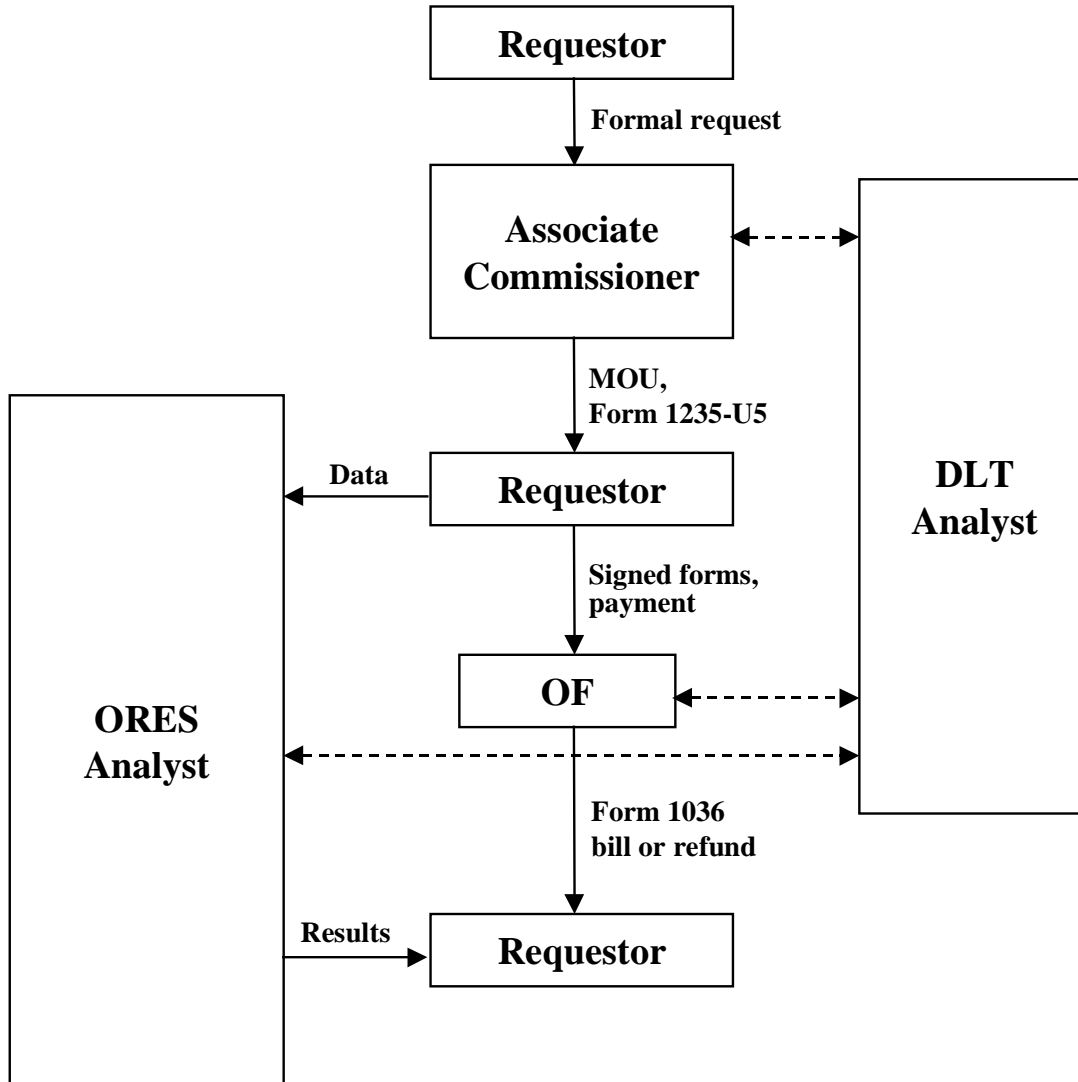 Requestor
Formal request
Associate
Commissioner
MOU,
Form 1235-U5
Data
Requestor
DLT
Analyst
Signed forms,
payment
OF
ORES
Analyst
Form 1036
bill or refund
Results
Requestor